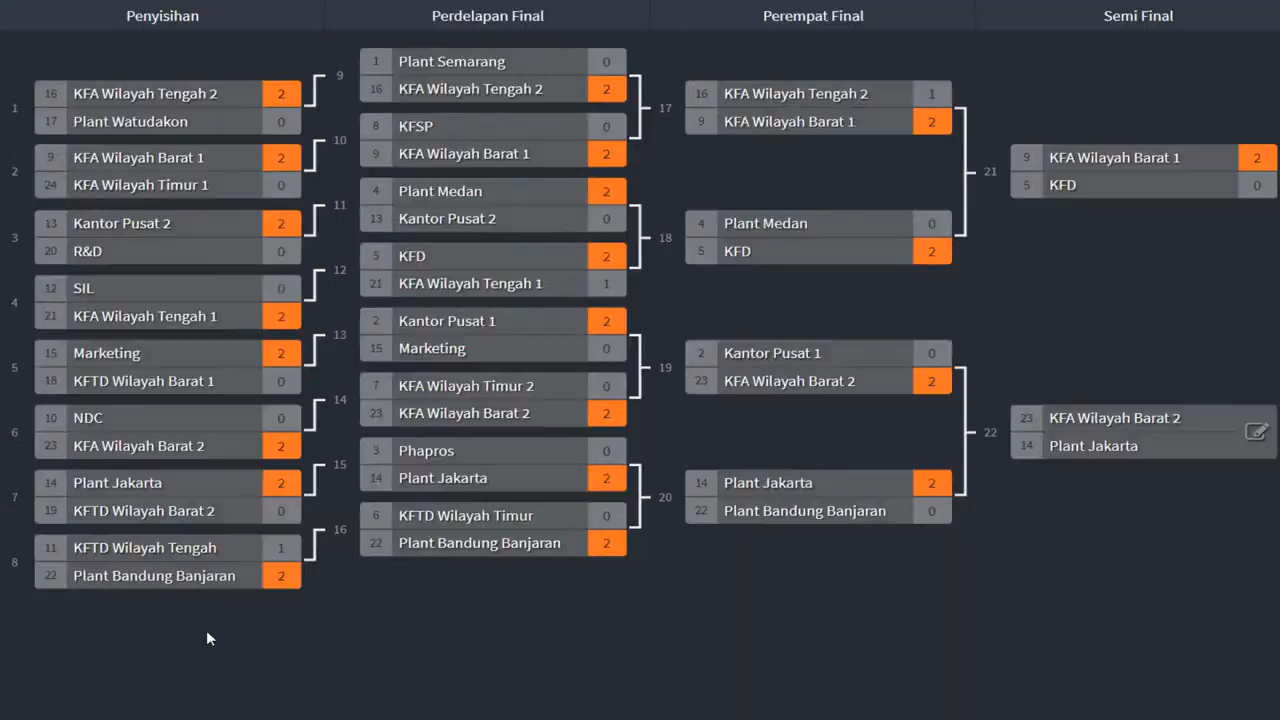 Penyisihan
Perdelapan Final
Perempat Final
Semi Final
1
16 KFA Wilayah Tengah 2 2
17 Plant Watudakon 0
2
9 KFA Wilayah Barat 1 2
24 KFA Wilayah Timur 1 0
3
13 Kantor Pusat 2 2
20 R&D 0
4
12 SIL 0
21 KFA Wilayah Tengah 1 2
5
15 Marketing 2
18 KFTD Wilayah Barat 1 0
6
10 NDC 0
23 KFA Wilayah Barat 2 2
7
14 Plant Jakarta 2
19 KFTD Wilayah Barat 2 0
8
11 KFTD Wilayah Tengah 1
22 Plant Bandung Banjaran 2
9
1 Plant Semarang 0
16 KFA Wilayah Tengah 2 2
10
8 KFSP 0
9 KFA Wilayah Barat 1 2
11
4 Plant Medan 2
13 Kantor Pusat 2 0
12
5 KFD 2
21 KFA Wilayah Tengah 1 1
13
2 Kantor Pusat 1 2
15 Marketing 0
14
7 KFA Wilayah Timur 2 0
23 KFA Wilayah Barat 2 2
15
3 Phapros 0
14 Plant Jakarta 2
16
6 KFTD Wilayah Timur 0
22 Plant Bandung Banjaran 2
17
16 KFA Wilayah Tengah 2 1
9 KFA Wilayah Barat 1 2
18
4 Plant Medan 0
5 KFD 2
19
2 Kantor Pusat 1 0
23 KFA Wilayah Barat 2 2
20
14 Plant Jakarta 2
22 Plant Bandung Banjaran 0
21
9 KFA Wilayah Barat 1 2
5 KFD 0
22
23 KFA Wilayah Barat 2
14 Plant Jakarta